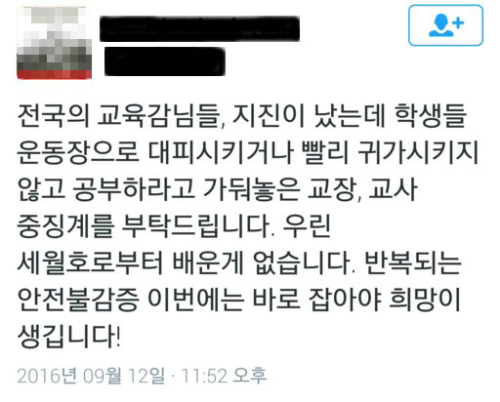 전국의 교육감님들, 지진이 났는데 학생들
운동장으로 대피시키거나 빨리 귀가시키지
않고 공부하라고 가둬놓은 교장, 교사
중징계를 부탁드립니다. 우린
세월호로부터 배운게 없습니다. 반복되는
안전불감증 이번에는 바로 잡아야 희망이
생깁니다!
2016년 09월 12일 · 11:52 오후